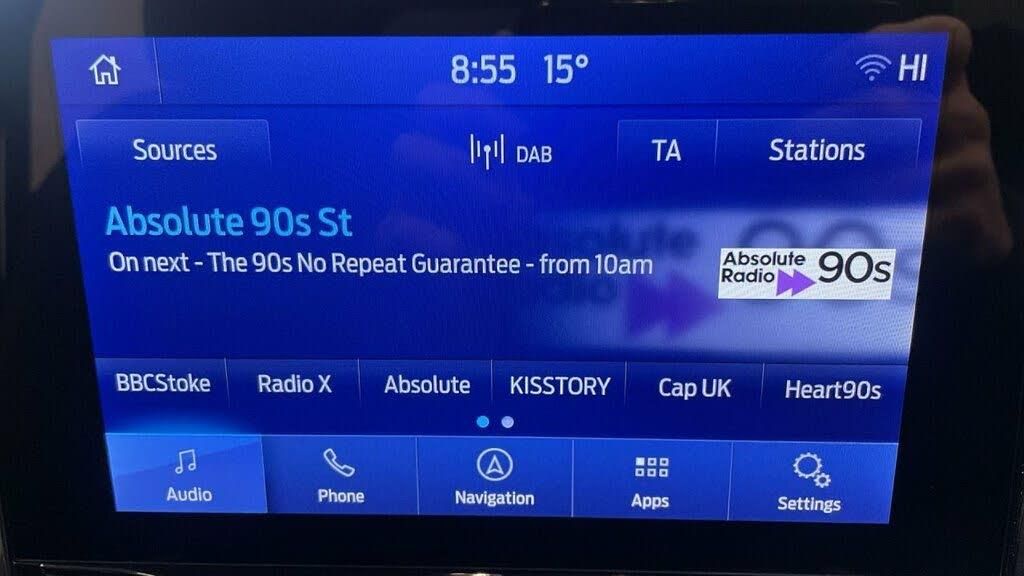 8:55 15° HI
Sources DAB TA Stations
Absolute 90s St
On next - The 90s No Repeat Guarantee - from 10am
Absolute
Radio 90s
BBCStoke Radio X Absolute KISSTORY Cap UK Heart90s
Audio Phone Navigation Apps Settings